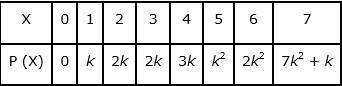 X 0 1 2 3 4 5 6 7
P (X) 0 k 2k 2k 3k k² 2k² 7k² + k